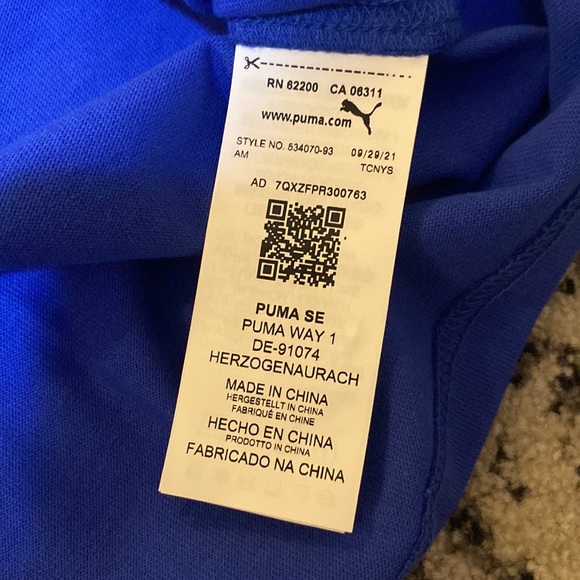 RN 62200 CA 06311
www.puma.com
STYLE NO. 534070-93 09/29/21
AM TCNYS
AD 7QXZFPR300763
PUMA SE
PUMA WAY 1
DE-91074
HERZOGENAURACH
MADE IN CHINA
HERGESTELLT IN CHINA
FABRIQUÉ EN CHINE
HECHO EN CHINA
PRODOTTO IN CHINA
FABRICADO NA CHINA